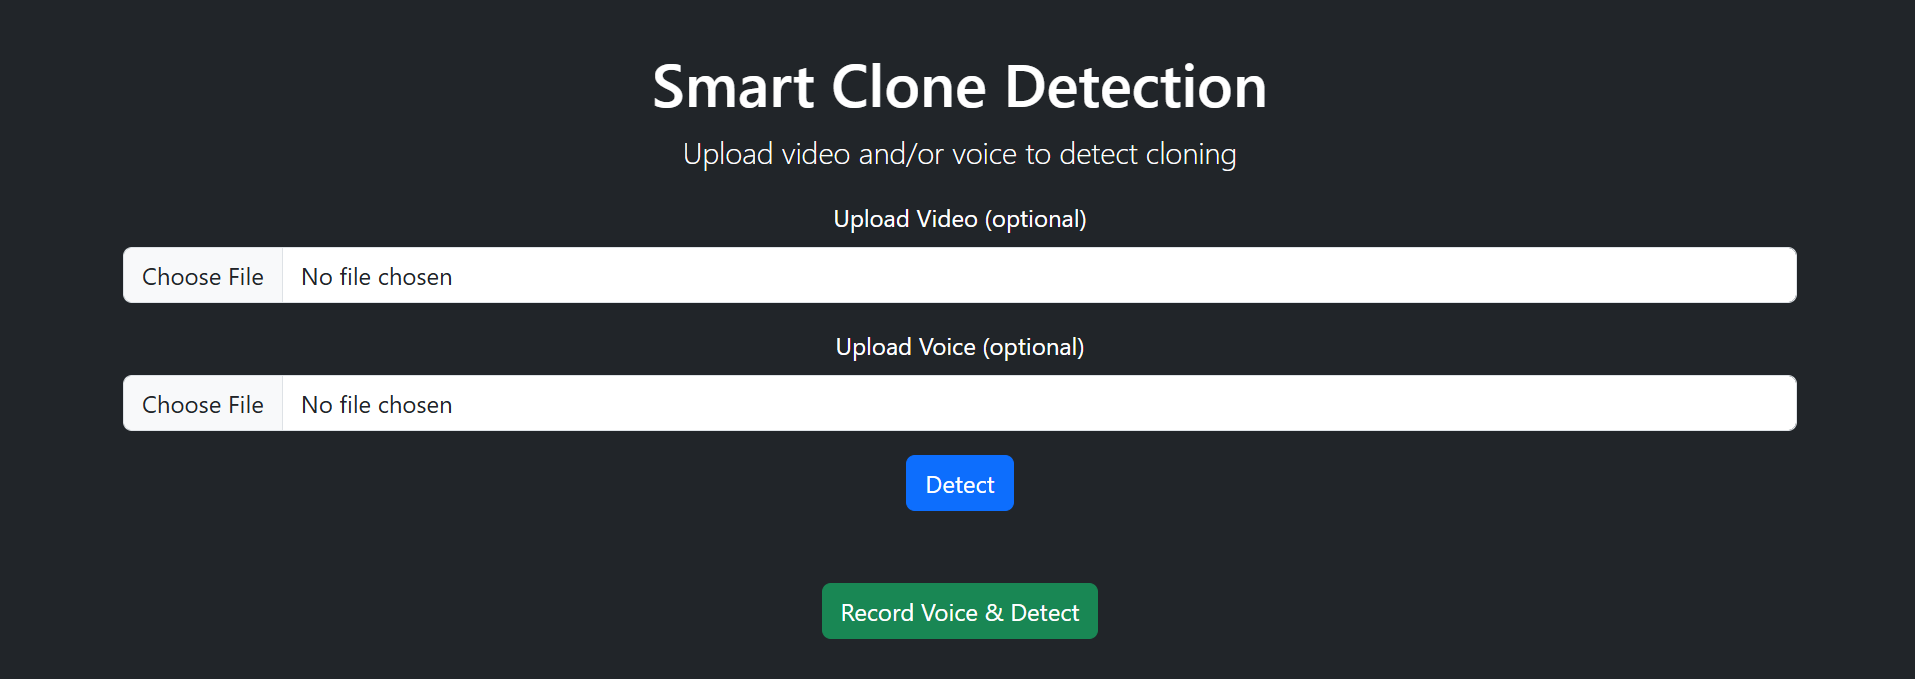 Smart Clone Detection
Upload video and/or voice to detect cloning
Upload Video (optional)
Choose File No file chosen
Upload Voice (optional)
Choose File No file chosen
Detect
Record Voice & Detect